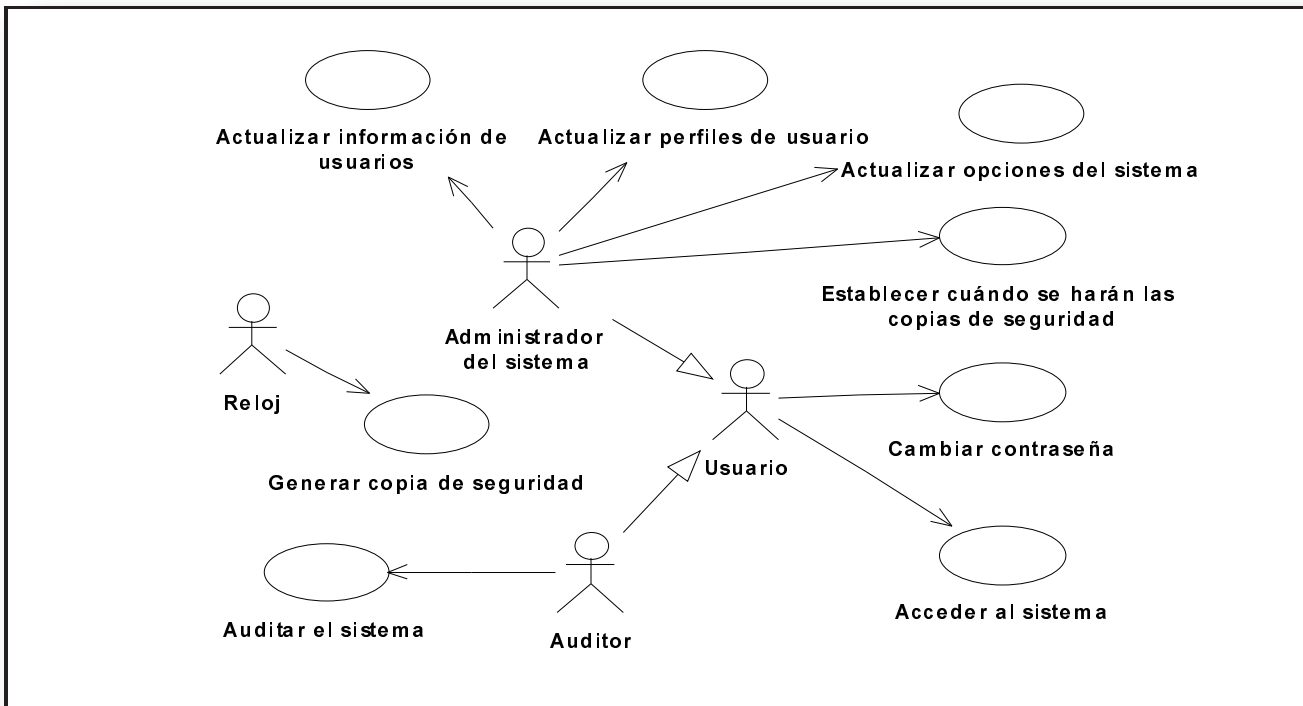 Actualizar información de
usuarios
Actualizar perfiles de usuario
Actualizar opciones del sistema
Establecer cuándo se harán las
copias de seguridad
Administrador
del sistema
Reloj
Generar copia de seguridad
Usuario
Cambiar contraseña
Auditar el sistema
Auditor
Acceder al sistema